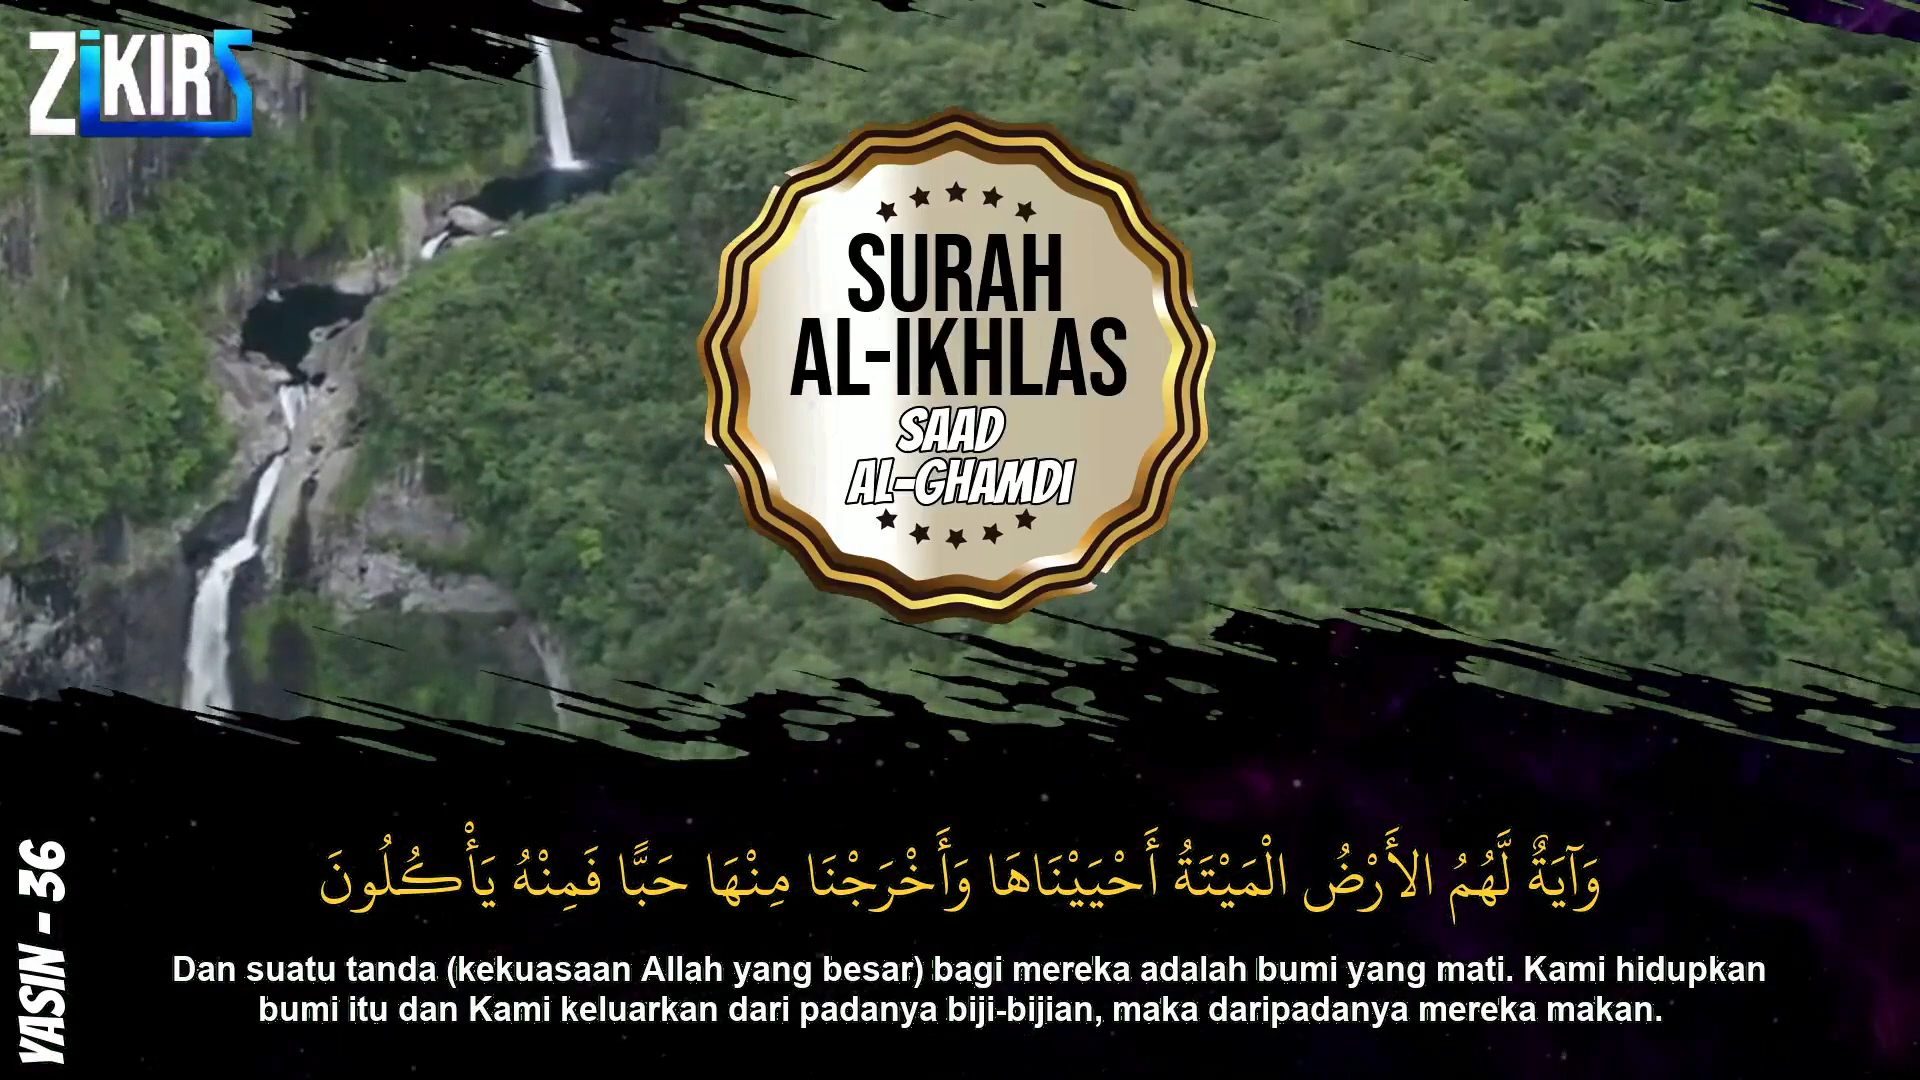 ZiKIRS
SURAH
AL-IKHLAS
SAAD
AL-GHAMDI
وَآيَةٌ لَّهُمُ الأَرْضُ الْمَيْتَةُ أَحْيَيْنَاهَا وَأَخْرَجْنَا مِنْهَا حَبًّا فَمِنْهُ يَأْكُلُونَ
Dan suatu tanda (kekuasaan Allah yang besar) bagi mereka adalah bumi yang mati. Kami hidupkan
bumi itu dan Kami keluarkan dari padanya biji-bijian, maka daripadanya mereka makan.
YASIN - 36